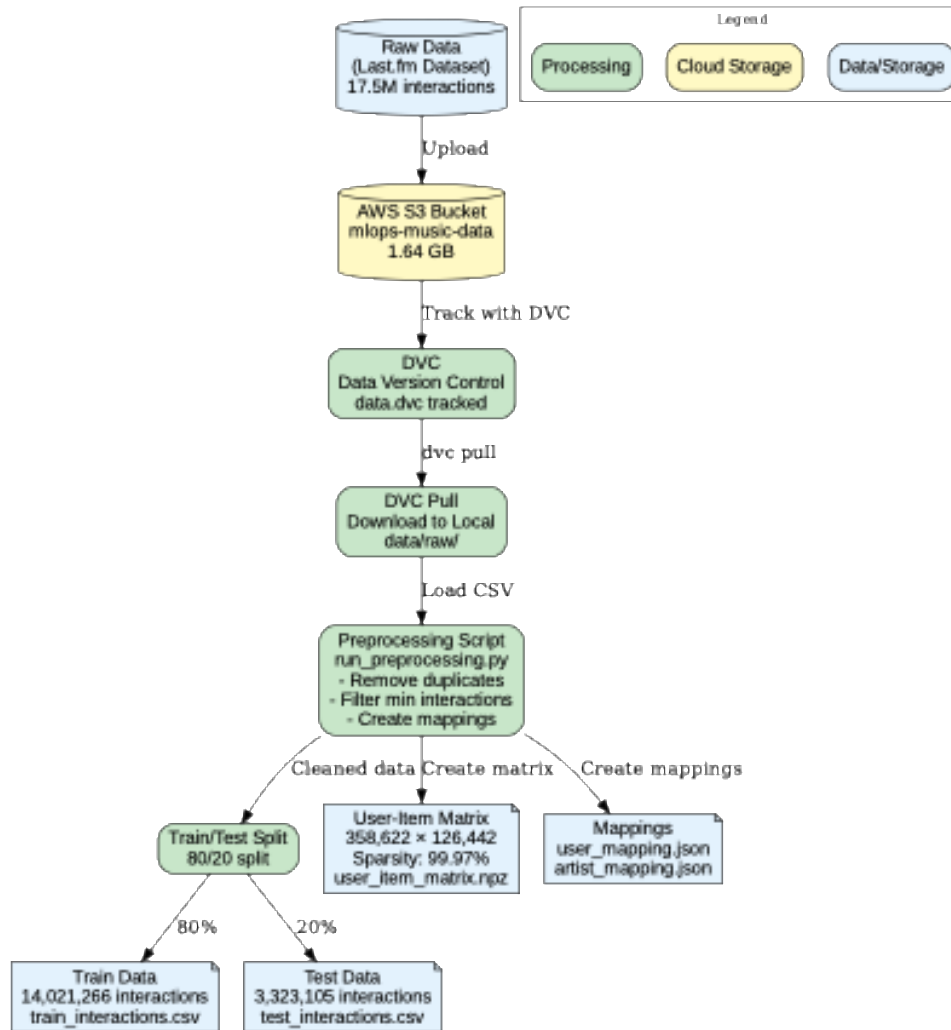 Legend
Processing
Cloud Storage
Data/Storage
Raw Data
(Last.fm Dataset)
17.5M interactions
Upload
AWS S3 Bucket
mlops-music-data
1.64 GB
Track with DVC
DVC
Data Version Control
data.dvc tracked
dvc pull
DVC Pull
Download to Local
data/raw/
Load CSV
Preprocessing Script
run_preprocessing.py
- Remove duplicates
- Filter min interactions
- Create mappings
Cleaned data
Create matrix
Create mappings
Train/Test Split
80/20 split
User-Item Matrix
358,622 × 126,442
Sparsity: 99.97%
user_item_matrix.npz
Mappings
user_mapping.json
artist_mapping.json
80%
20%
Train Data
14,021,266 interactions
train_interactions.csv
Test Data
3,323,105 interactions
test_interactions.csv